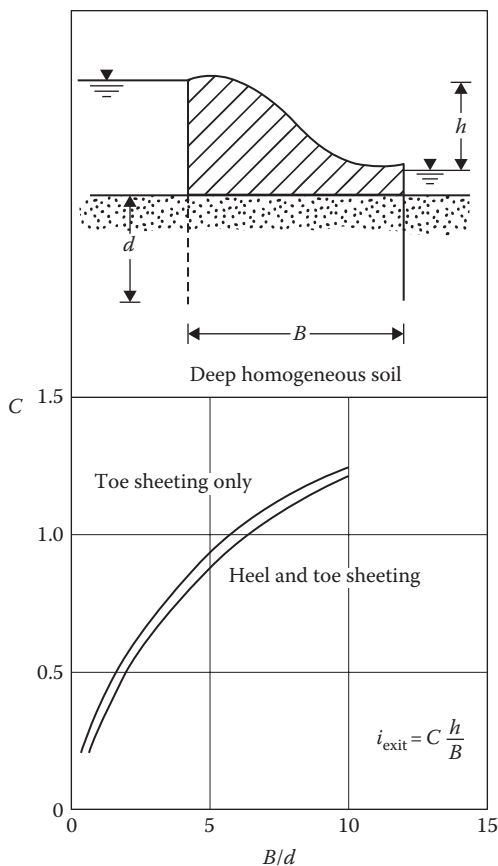 h
d
B
Deep homogeneous soil
C
1.5
Toe sheeting only
1.0
Heel and toe sheeting
0.5
i_exit = C h/B
0
0 5 10 15
B/d